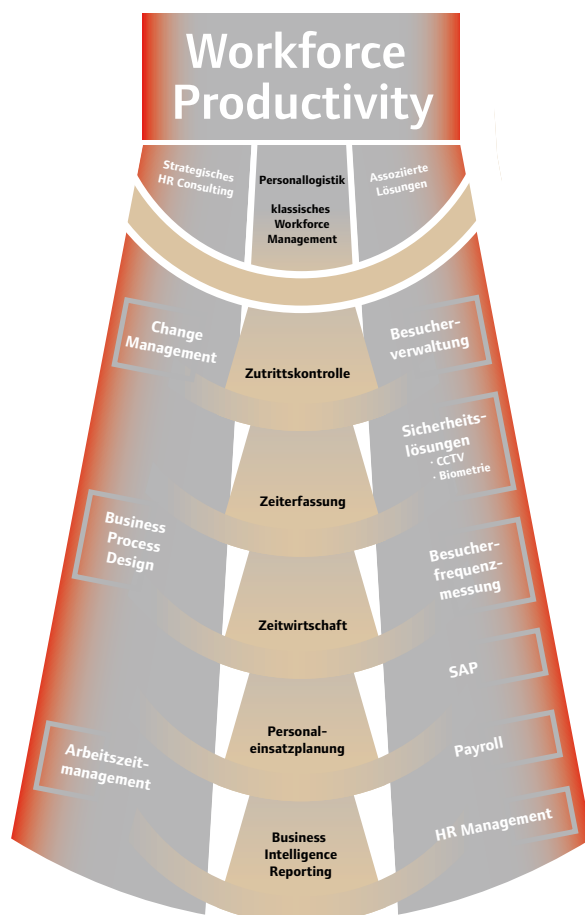 Workforce
Productivity
Strategisches
HR Consulting
Personallogistik
klassisches
Workforce
Management
Assoziierte
Lösungen
Change
Management
Business
Process
Design
Arbeitszeit-
management
Zutrittskontrolle
Zeiterfassung
Zeitwirtschaft
Personal-
einsatzplanung
Business
Intelligence
Reporting
Besucher-
verwaltung
Sicherheits-
lösungen
· CCTV
· Biometrie
Besucher-
frequenz-
messung
SAP
Payroll
HR Management